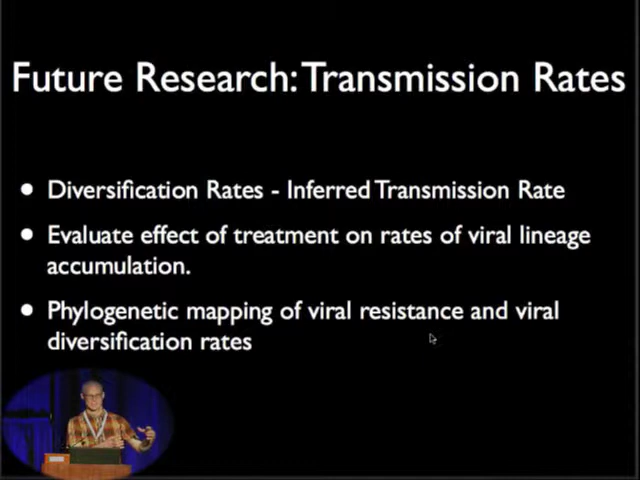 Future Research: Transmission Rates
• Diversification Rates - Inferred Transmission Rate
• Evaluate effect of treatment on rates of viral lineage
accumulation.
• Phylogenetic mapping of viral resistance and viral
diversification rates